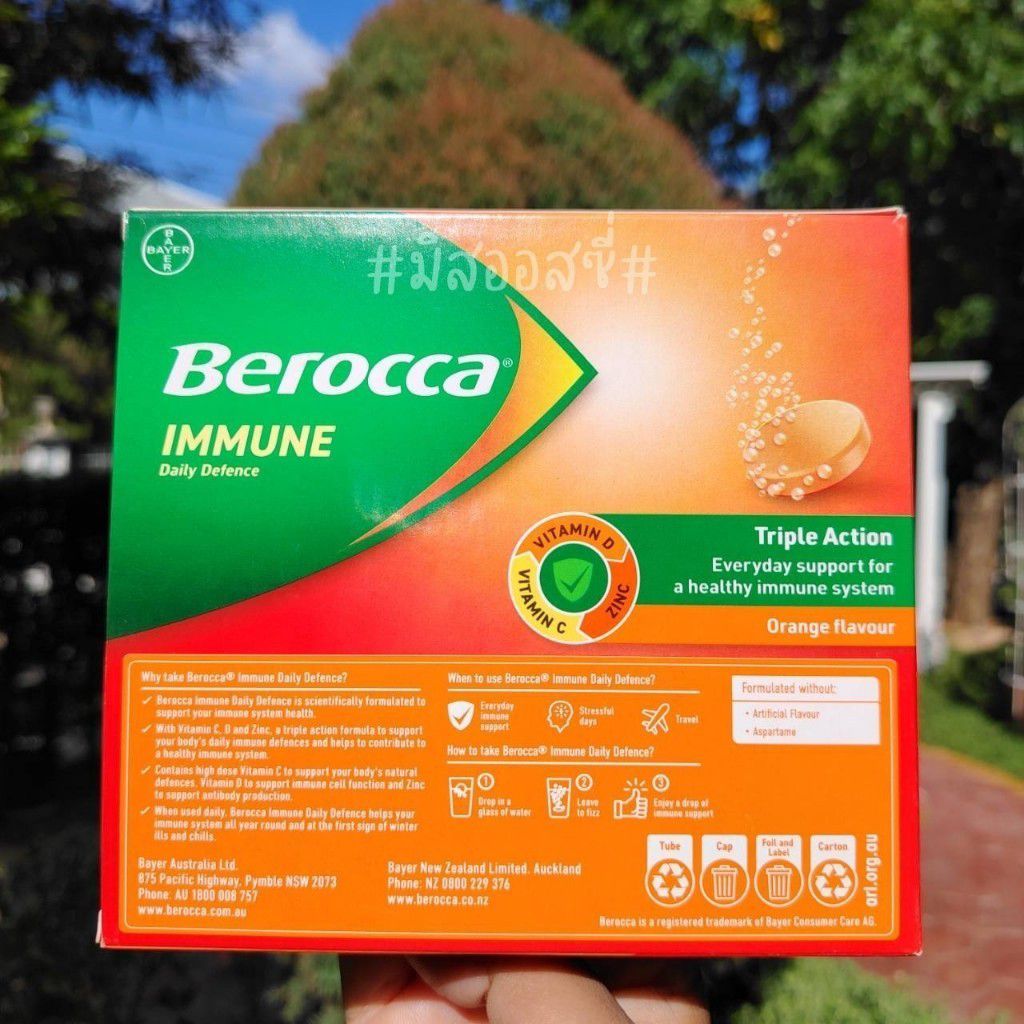 BAYER
BAYER
#มิสออสซี่#
Berocca®
IMMUNE
Daily Defence
VITAMIN D
VITAMIN C
ZINC
Triple Action
Everyday support for
a healthy immune system
Orange flavour
Why take Berocca® Immune Daily Defence?
✓ Berocca Immune Daily Defence is scientifically formulated to
support your immune system health.
✓ With Vitamin C, D and Zinc, a triple action formula to support
your body's daily immune defences and helps to contribute to
a healthy immune system.
✓ Contains high dose Vitamin C to support your body's natural
defences. Vitamin D to support immune cell function and Zinc
to support antibody production.
✓ When used daily, Berocca Immune Daily Defence helps your
immune system all year round and at the first sign of winter
ills and chills.
When to use Berocca® Immune Daily Defence?
Everyday
immune
support
Stressful
days
Travel
How to take Berocca® Immune Daily Defence?
1
Drop in a
glass of water
2
Leave
to fizz
3
Enjoy a drop of
immune support
Formulated without:
• Artificial Flavour
• Aspartame
Bayer Australia Ltd.
875 Pacific Highway, Pymble NSW 2073
Phone: AU 1800 008 757
www.berocca.com.au
Bayer New Zealand Limited. Auckland
Phone: NZ 0800 229 376
www.berocca.co.nz
Tube
Cap
Foil and
Label
Carton
arl.org.au
Berocca is a registered trademark of Bayer Consumer Care AG.